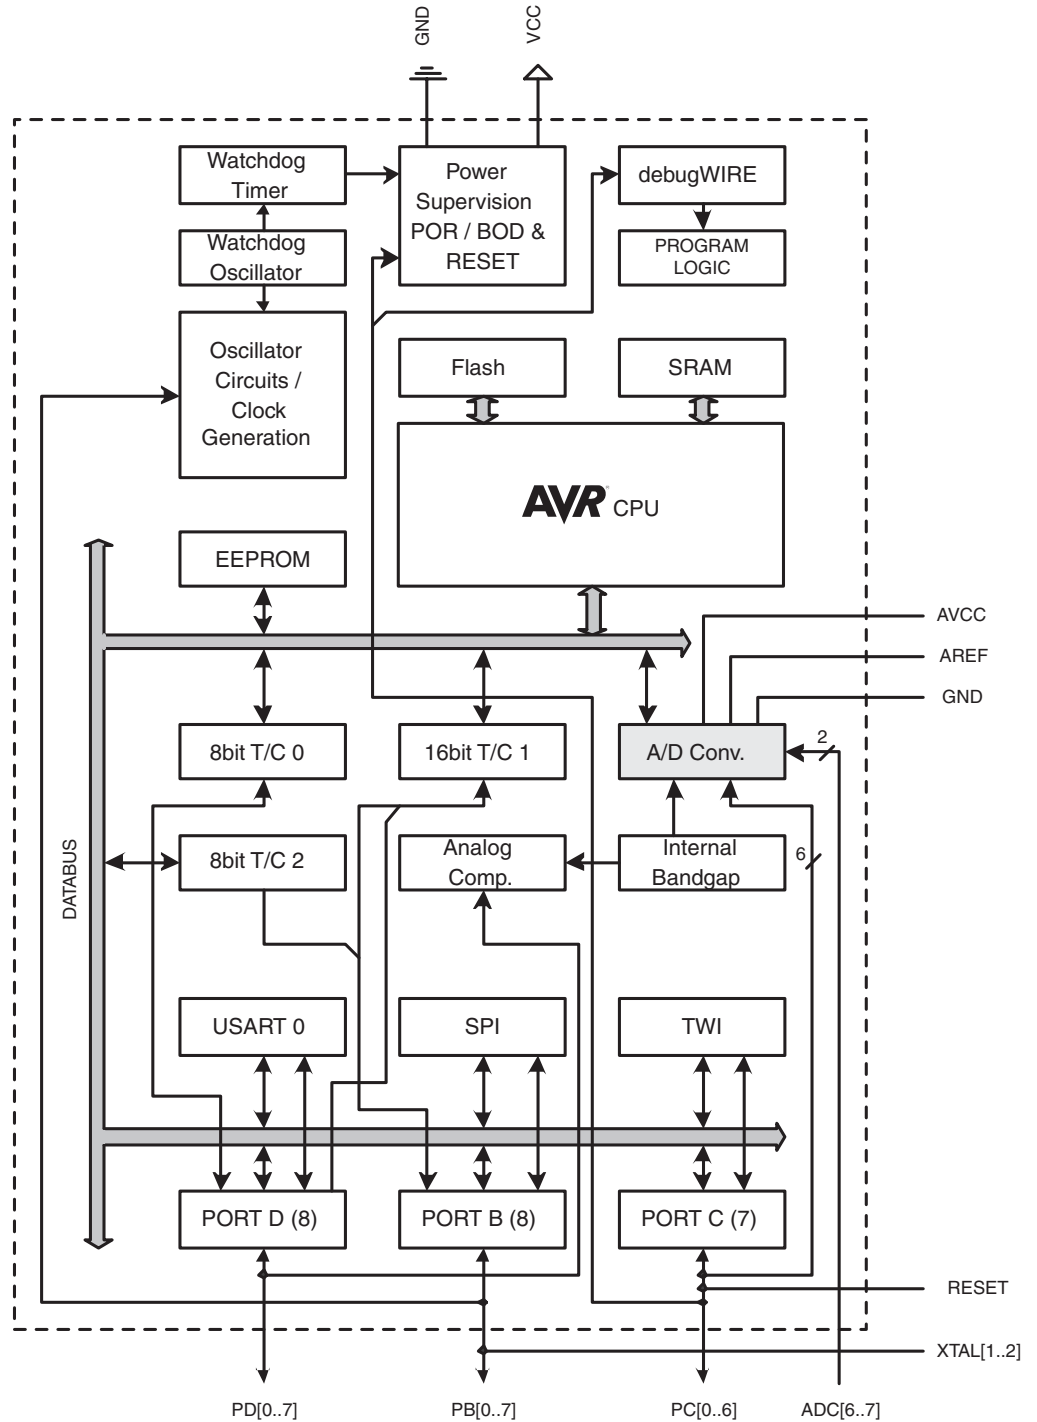 GND
VCC
Watchdog
Timer
Power
Supervision
POR / BOD &
RESET
debugWIRE
Watchdog
Oscillator
PROGRAM
LOGIC
Oscillator
Circuits /
Clock
Generation
Flash
SRAM
AVR® CPU
EEPROM
AVCC
AREF
GND
8bit T/C 0
16bit T/C 1
A/D Conv.
2
DATABUS
8bit T/C 2
Analog
Comp.
Internal
Bandgap
6
USART 0
SPI
TWI
PORT D (8)
PORT B (8)
PORT C (7)
RESET
XTAL[1..2]
PD[0..7]
PB[0..7]
PC[0..6]
ADC[6..7]